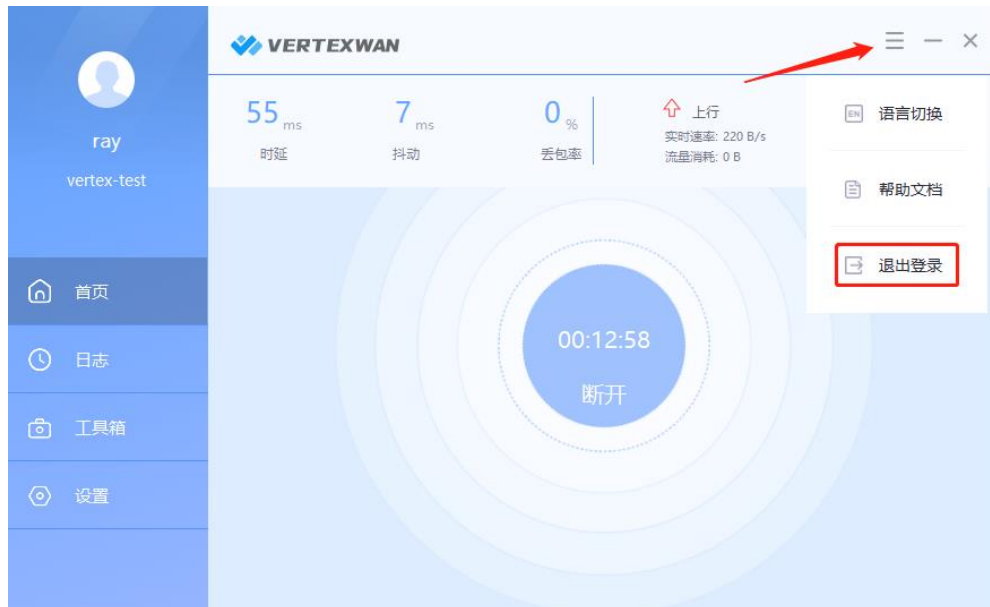 VERTEXWAN
ray
vertex-test
首页
日志
工具箱
设置
55 ms
时延
7 ms
抖动
0 %
丢包率
上行
实时速率: 220 B/s
流量消耗: 0 B
EN 语言切换
帮助文档
退出登录
00:12:58
断开